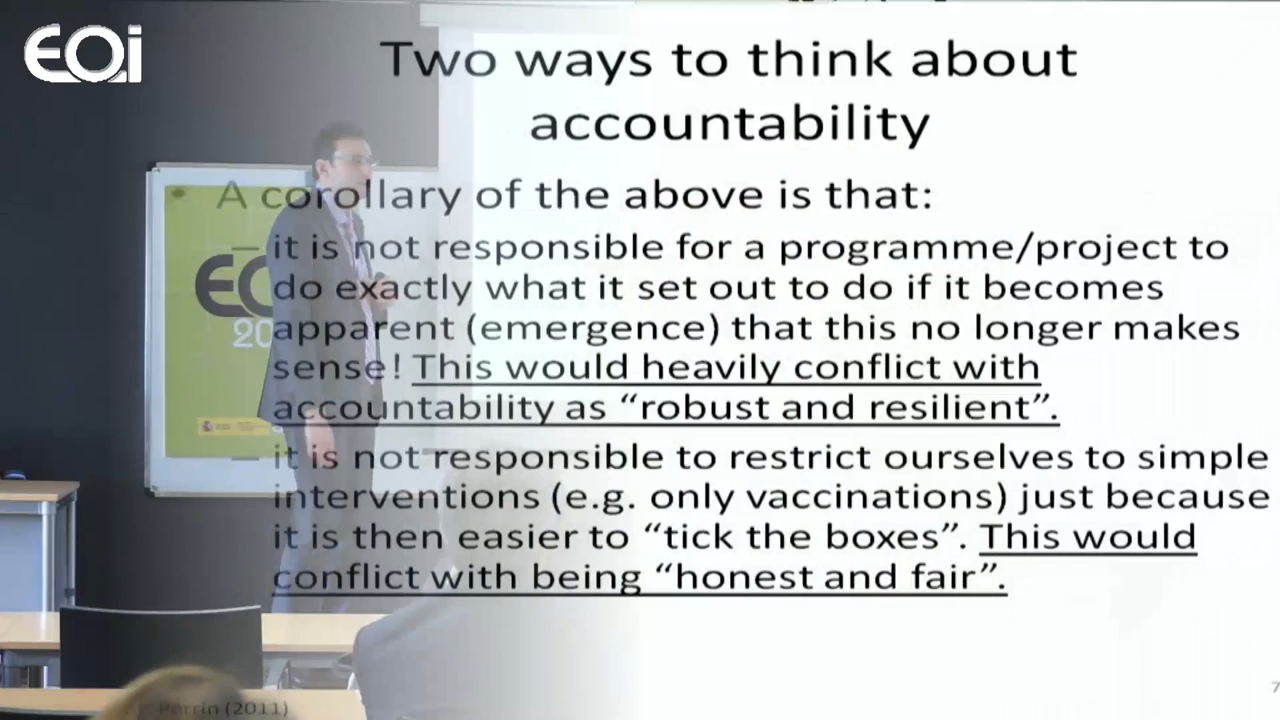 EOi
Two ways to think about
accountability
• A corollary of the above is that:
– it is not responsible for a programme/project to
do exactly what it set out to do if it becomes
apparent (emergence) that this no longer makes
sense! This would heavily conflict with
accountability as “robust and resilient”.
– it is not responsible to restrict ourselves to simple
interventions (e.g. only vaccinations) just because
it is then easier to “tick the boxes”. This would
conflict with being “honest and fair”.
EO
20
Perrin (2011)
7